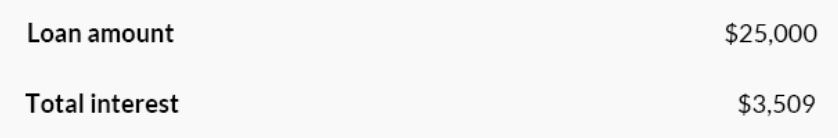 Loan amount $25,000
Total interest $3,509